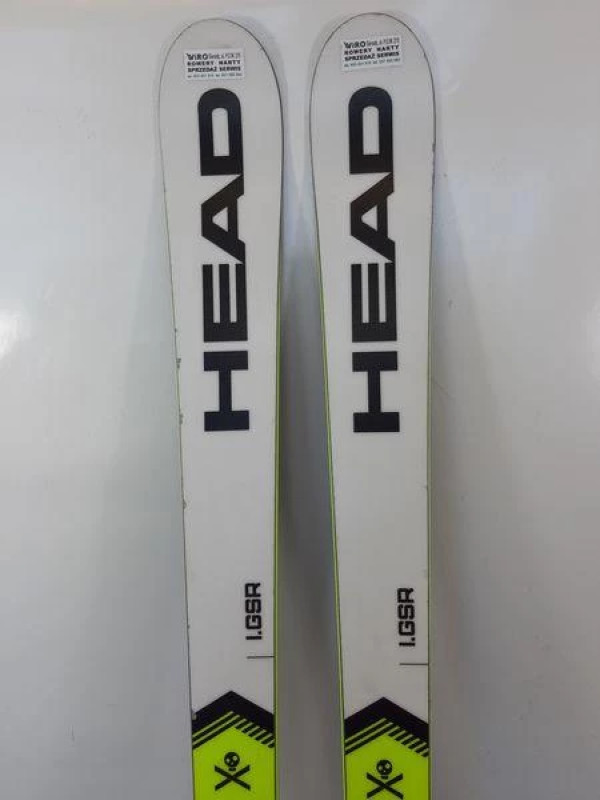 VIRO
ROWERY NARTY
SPRZEDAŻ SERWIS
VIRO
ROWERY NARTY
SPRZEDAŻ SERWIS
HEAD
HEAD
I.GSR
I.GSR